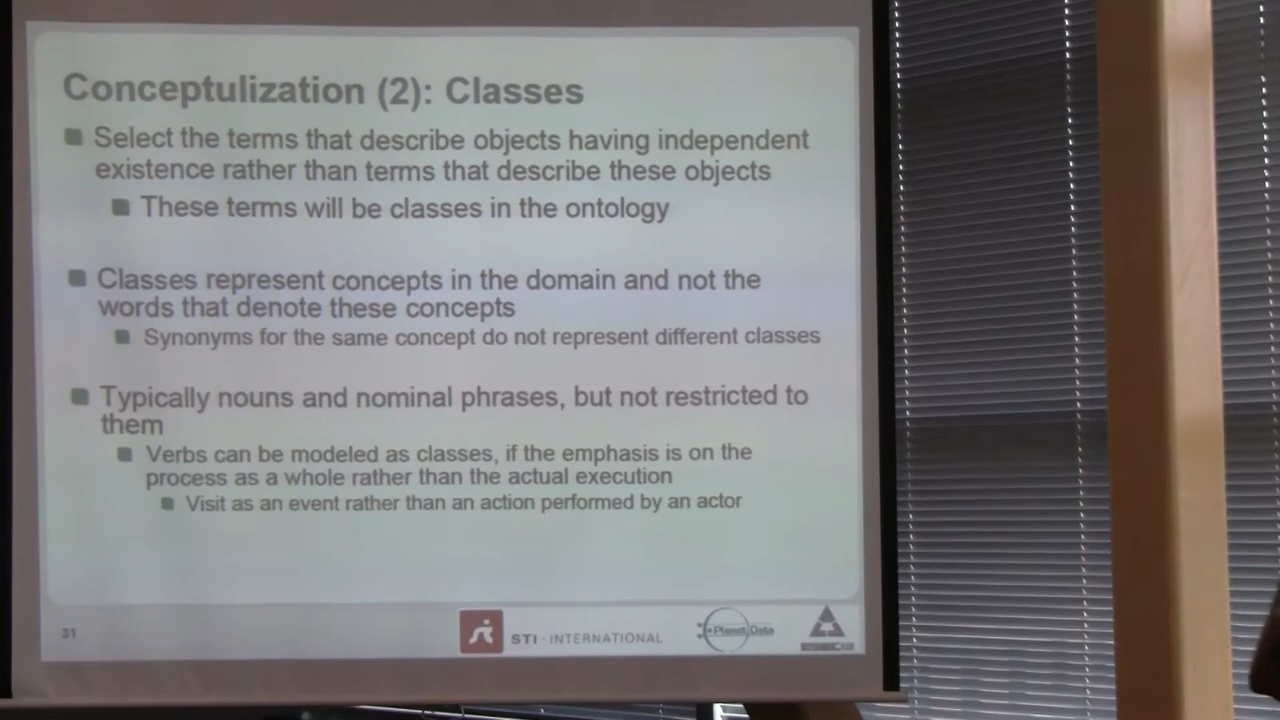 Conceptulization (2): Classes
Select the terms that describe objects having independent
existence rather than terms that describe these objects
These terms will be classes in the ontology
Classes represent concepts in the domain and not the
words that denote these concepts
Synonyms for the same concept do not represent different classes
Typically nouns and nominal phrases, but not restricted to
them
Verbs can be modeled as classes, if the emphasis is on the
process as a whole rather than the actual execution
Visit as an event rather than an action performed by an actor
31
STI · INTERNATIONAL
Planet Data